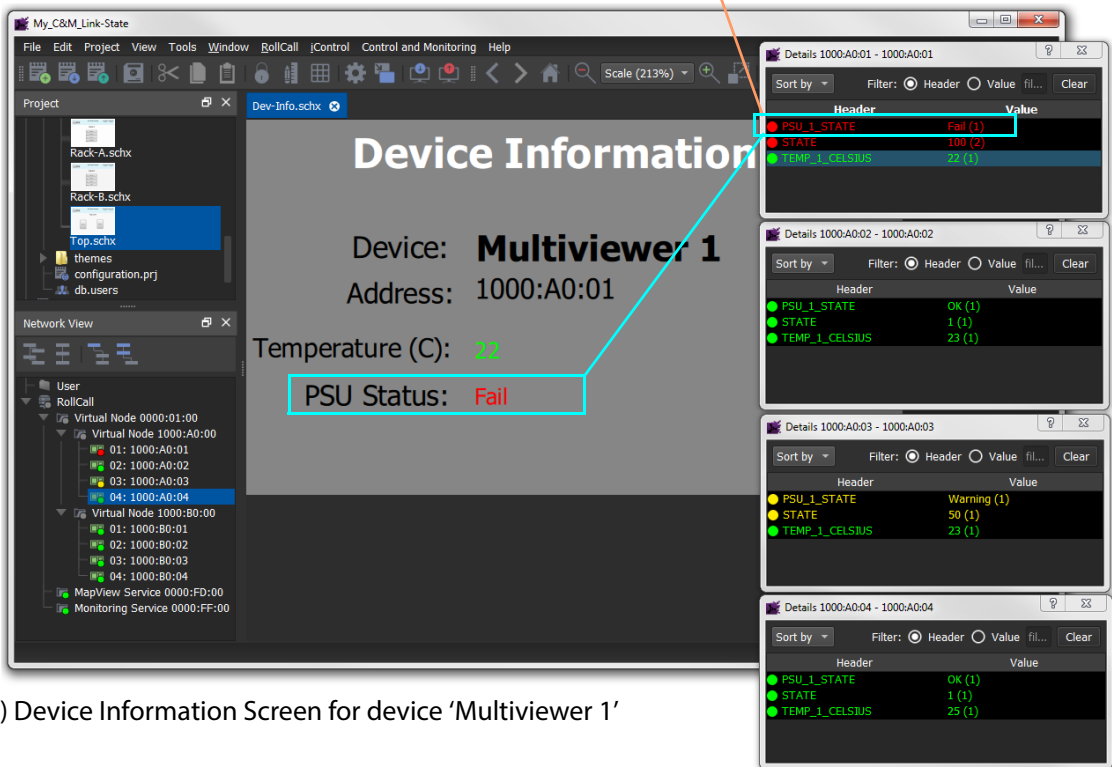 My_C&M_Link-State
File Edit Project View Tools Window RollCall iControl Control and Monitoring Help
Scale (213%)
Project
Rack-A.schx
Rack-B.schx
Top.schx
themes
configuration.prj
db.users
Network View
User
RollCall
Virtual Node 0000:01:00
Virtual Node 1000:A0:00
01: 1000:A0:01
02: 1000:A0:02
03: 1000:A0:03
04: 1000:A0:04
Virtual Node 1000:B0:00
01: 1000:B0:01
02: 1000:B0:02
03: 1000:B0:03
04: 1000:B0:04
MapView Service 0000:FD:00
Monitoring Service 0000:FF:00
Dev-Info.schx
Device Information
Device: Multiviewer 1
Address: 1000:A0:01
Temperature (C): 22
PSU Status: Fail
Details 1000:A0:01 - 1000:A0:01
Sort by Filter: Header Value fil... Clear
Header Value
PSU_1_STATE Fail (1)
STATE 100 (2)
TEMP_1_CELSIUS 22 (1)
Details 1000:A0:02 - 1000:A0:02
Sort by Filter: Header Value fil... Clear
Header Value
PSU_1_STATE OK (1)
STATE 1 (1)
TEMP_1_CELSIUS 23 (1)
Details 1000:A0:03 - 1000:A0:03
Sort by Filter: Header Value fil... Clear
Header Value
PSU_1_STATE Warning (1)
STATE 50 (1)
TEMP_1_CELSIUS 23 (1)
Details 1000:A0:04 - 1000:A0:04
Sort by Filter: Header Value fil... Clear
Header Value
PSU_1_STATE OK (1)
STATE 1 (1)
TEMP_1_CELSIUS 25 (1)
) Device Information Screen for device ‘Multiviewer 1’